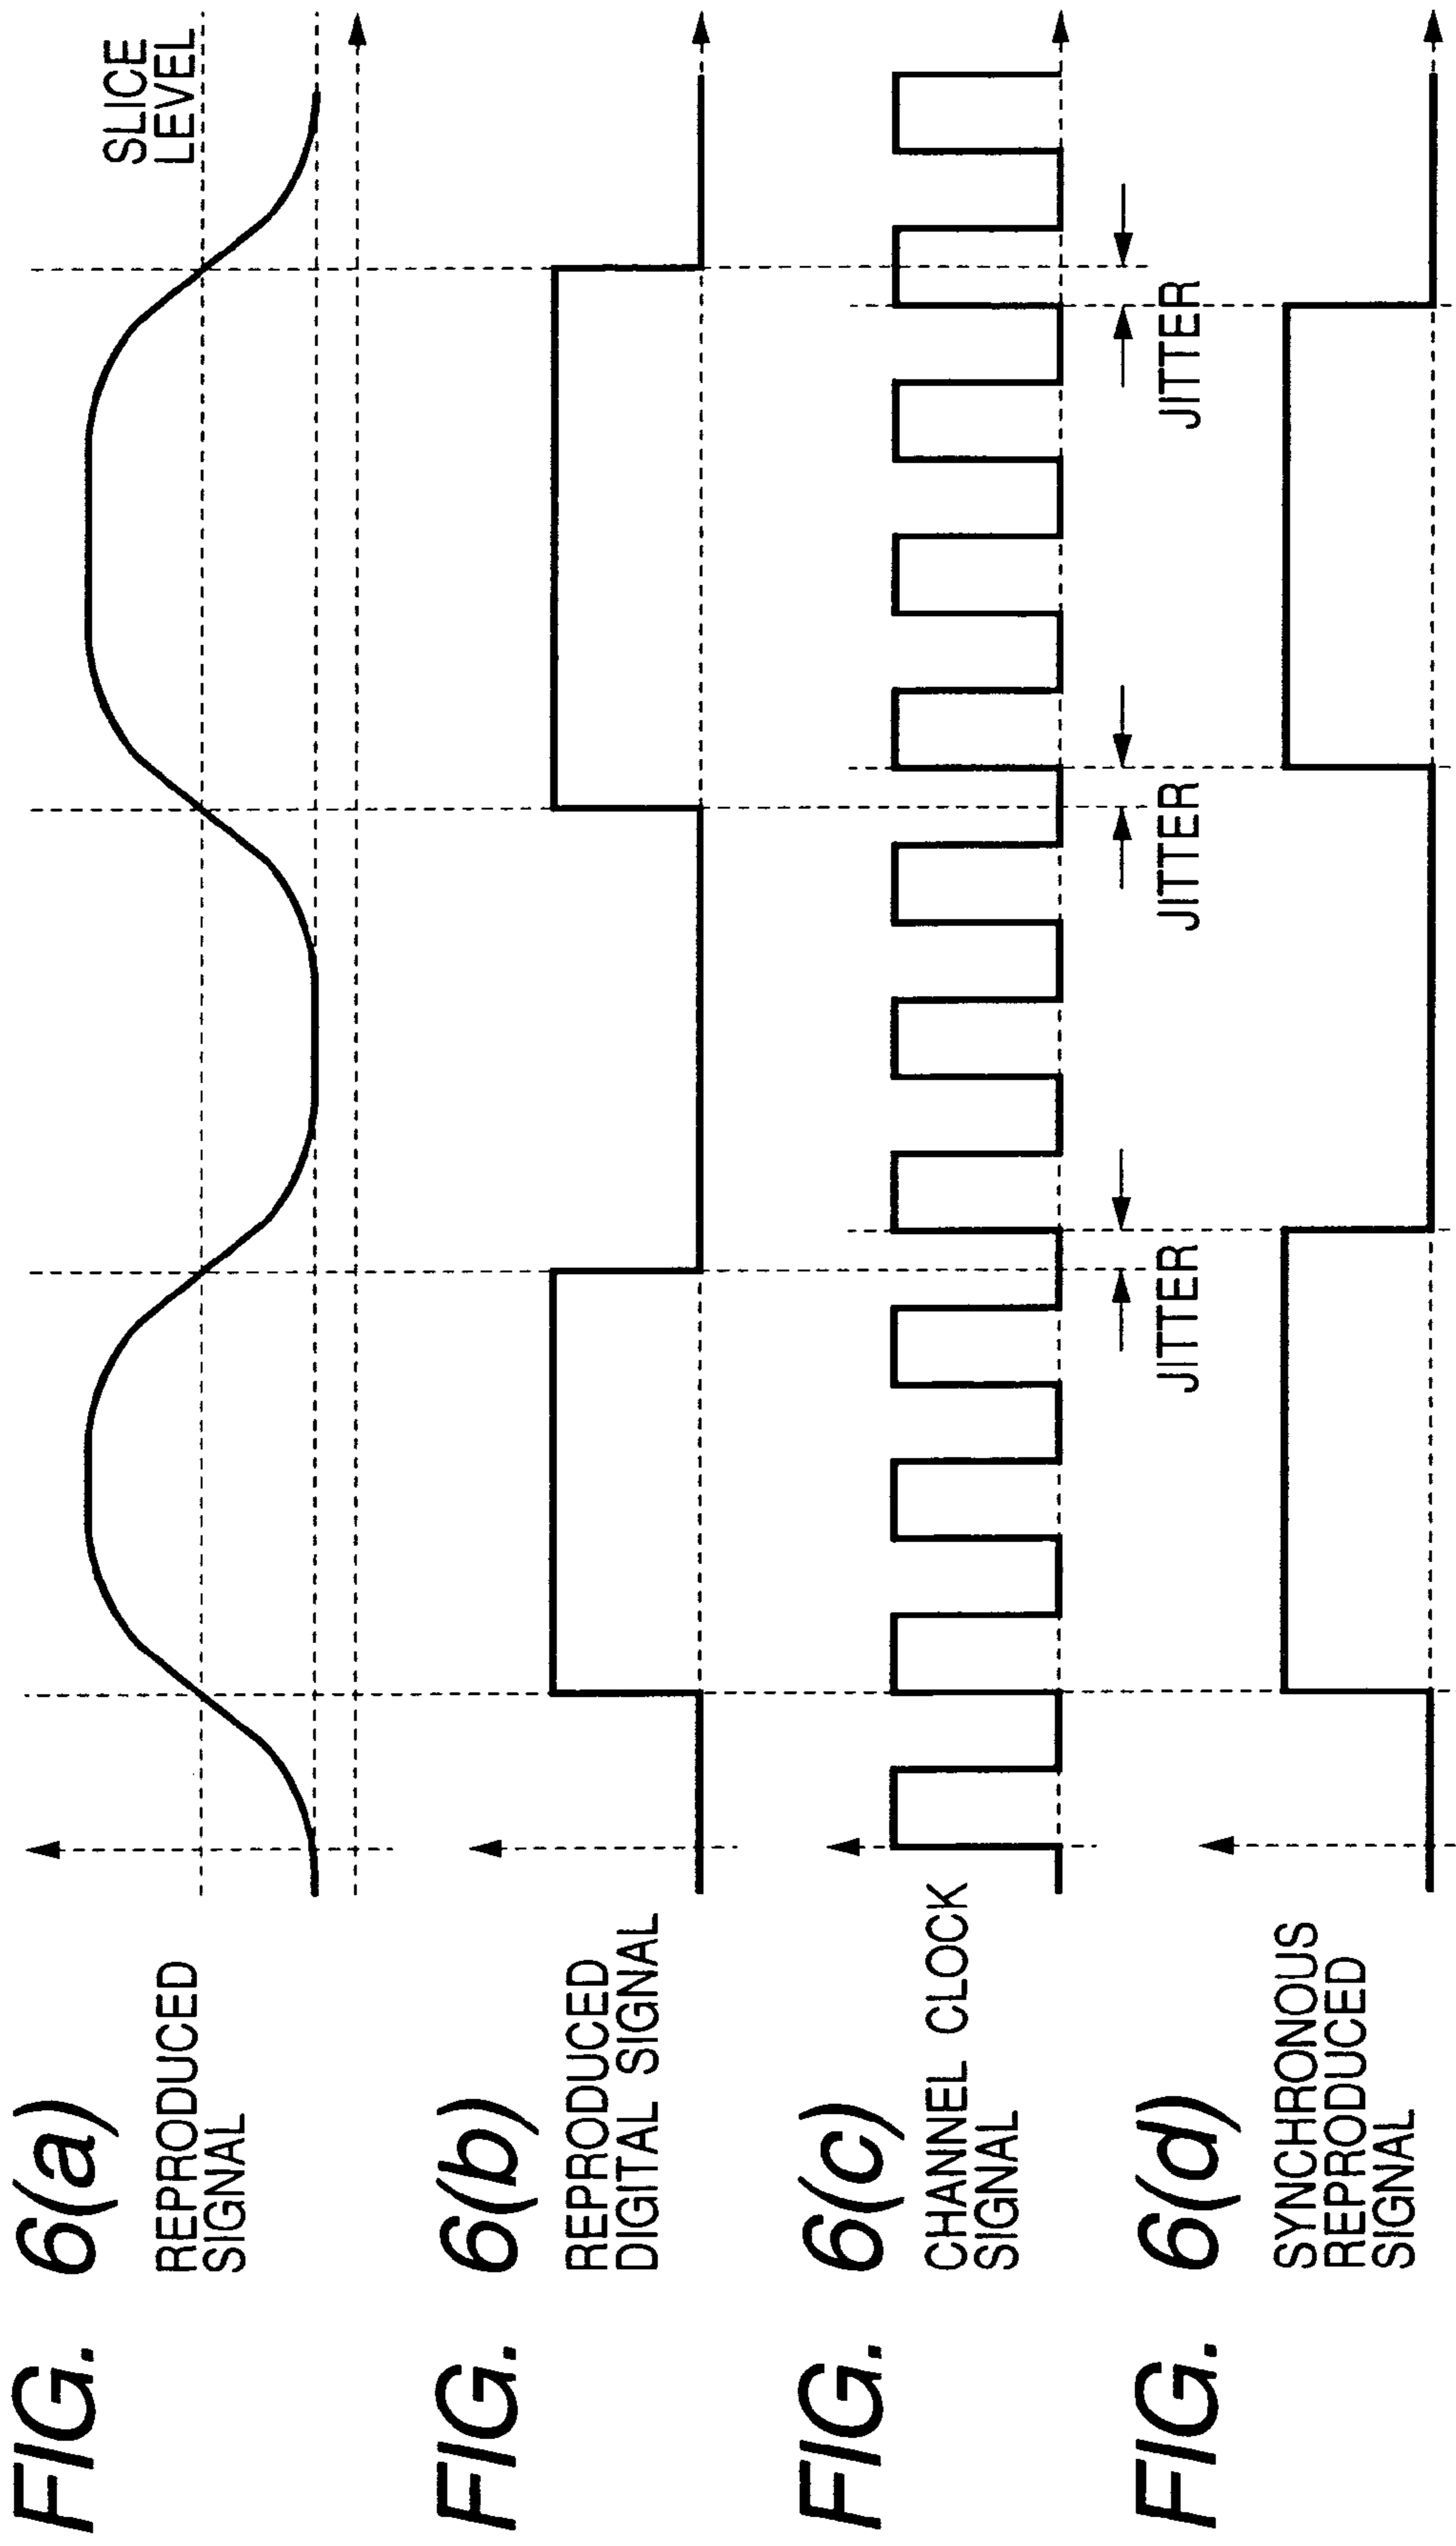 FIG. 6(a)
REPRODUCED
SIGNAL
SLICE
LEVEL
FIG. 6(b)
REPRODUCED
DIGITAL SIGNAL
FIG. 6(c)
CHANNEL CLOCK
SIGNAL
JITTER
JITTER
JITTER
FIG. 6(d)
SYNCHRONOUS
REPRODUCED
SIGNAL